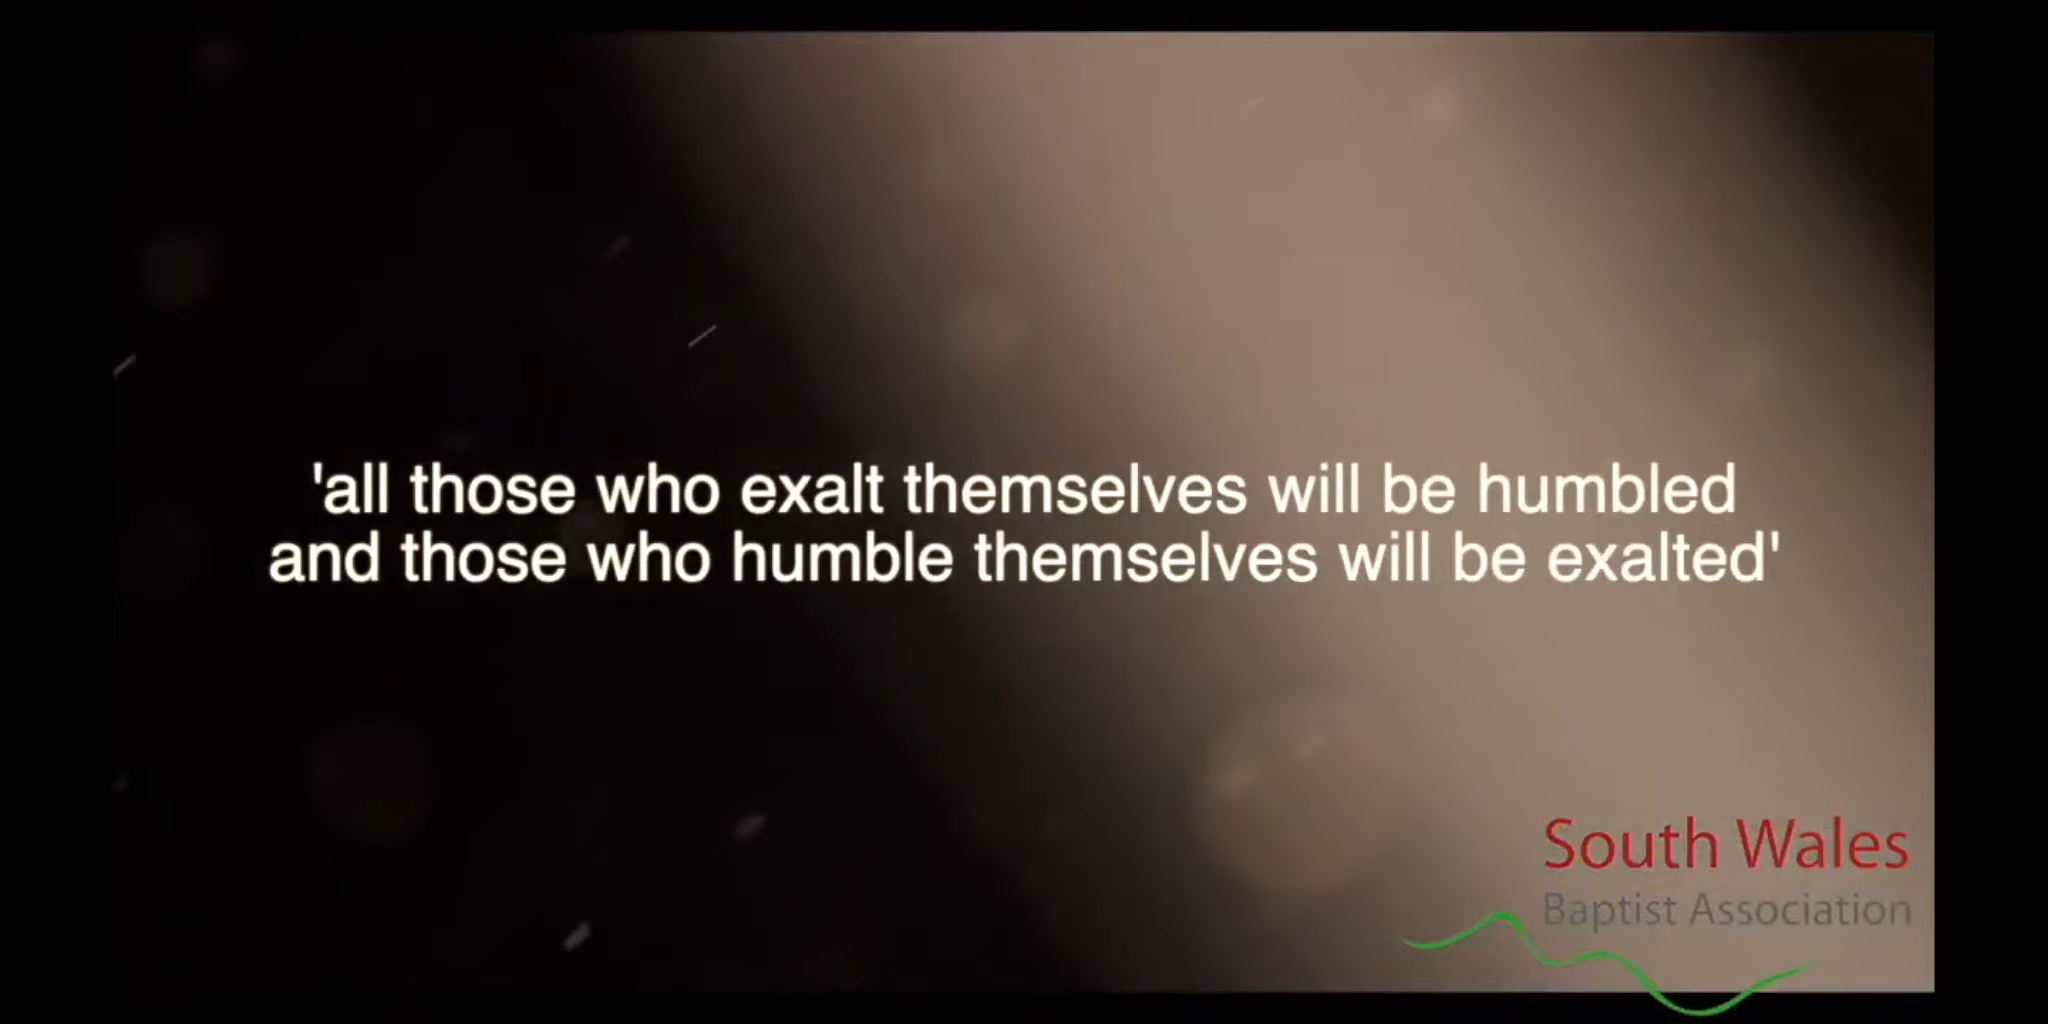 'all those who exalt themselves will be humbled
and those who humble themselves will be exalted'
South Wales
Baptist Association